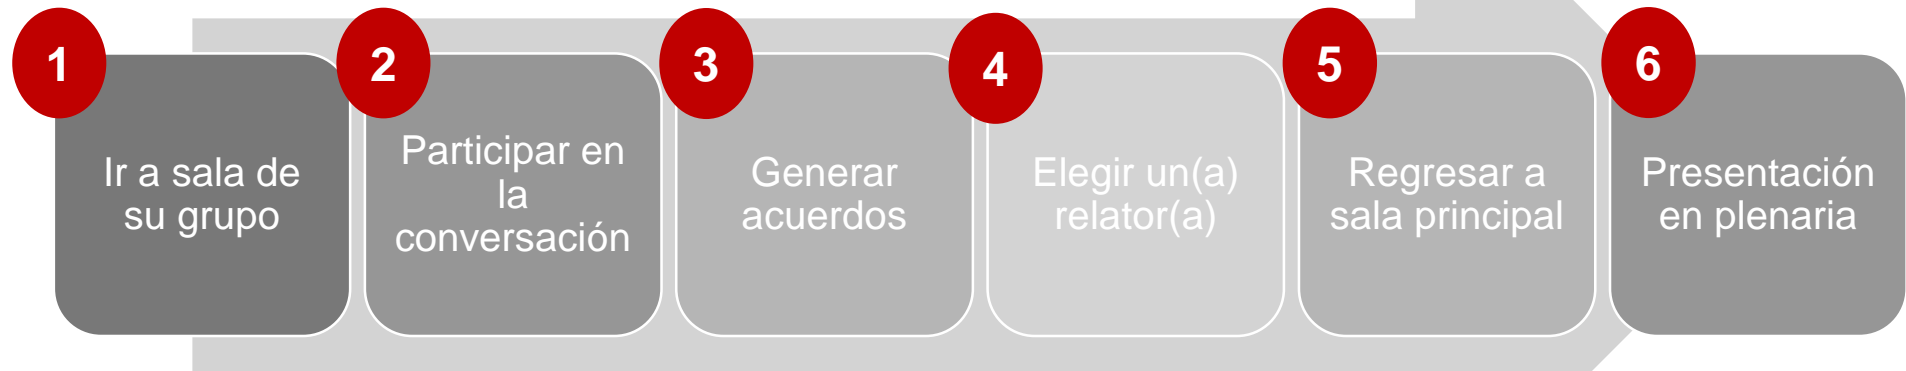 1
Ir a sala de
su grupo
2
Participar en
la
conversación
3
Generar
acuerdos
4
Elegir un(a)
relator(a)
5
Regresar a
sala principal
6
Presentación
en plenaria